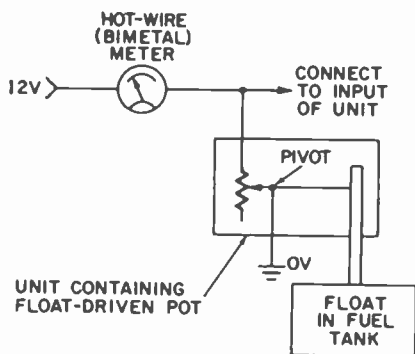 HOT-WIRE
(BIMETAL)
METER
12V
CONNECT
TO INPUT
OF UNIT
PIVOT
0V
UNIT CONTAINING
FLOAT-DRIVEN POT
FLOAT
IN FUEL
TANK